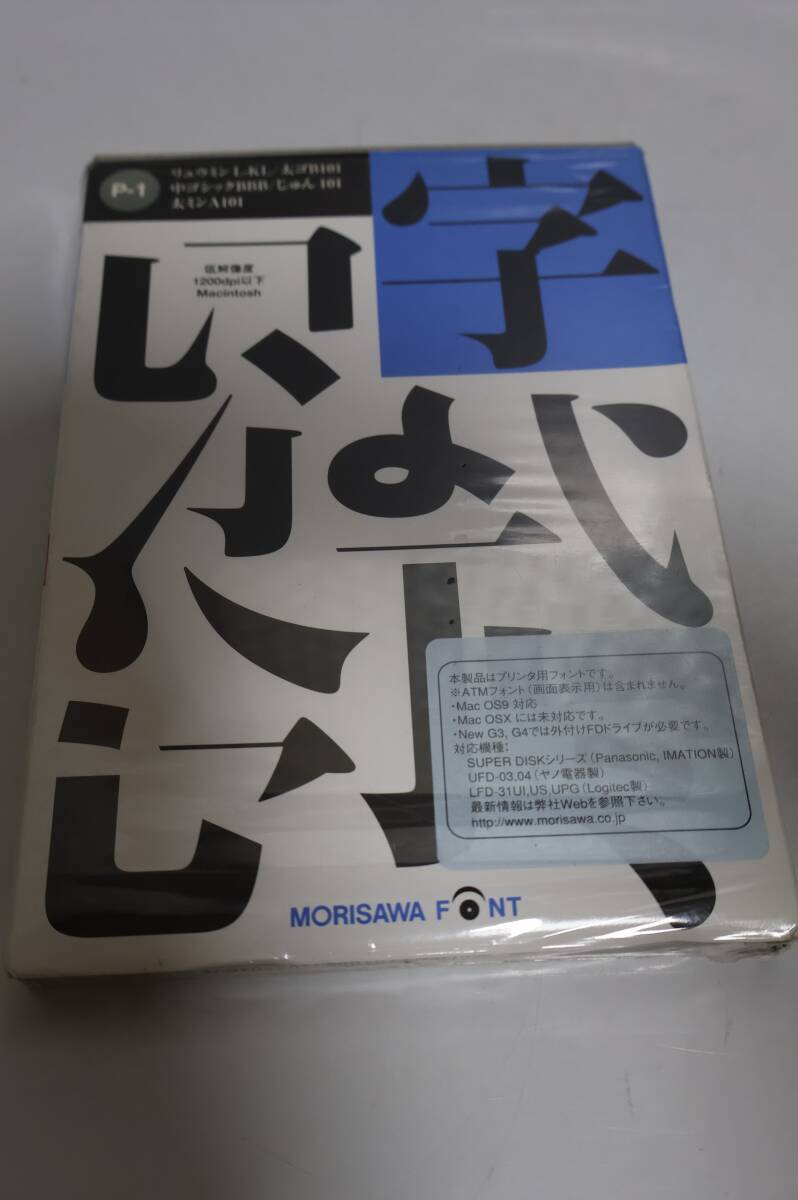 P-1
リュウミンL-KL/太ゴB101
中ゴシックBBB/じゅん101
太ミンA101
低解像度
1200dpi以下
Macintosh
本製品はプリンタ用フォントです。
※ATMフォント(画面表示用)は含まれません。
・Mac OS9 対応
・Mac OSX には未対応です。
・New G3, G4では外付けFDドライブが必要です。
対応機種:
SUPER DISKシリーズ(Panasonic, IMATION製)
UFD-03,04(ヤノ電器製)
LFD-31UI,US,UPG(Logitec製)
最新情報は弊社Webを参照下さい。
http://www.morisawa.co.jp
MORISAWA FONT